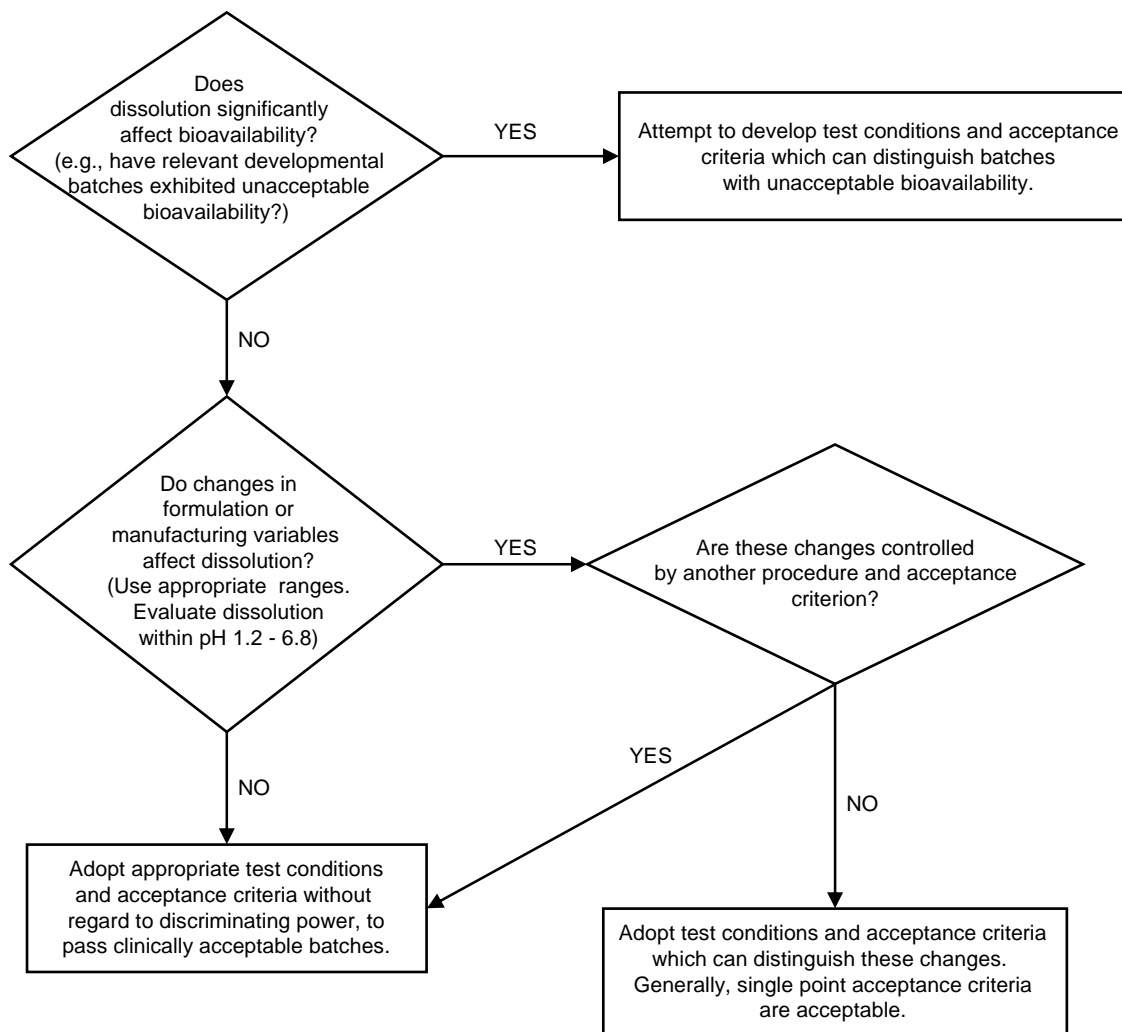 Does
dissolution significantly
affect bioavailability?
(e.g., have relevant developmental
batches exhibited unacceptable
bioavailability?)
YES
Attempt to develop test conditions and acceptance
criteria which can distinguish batches
with unacceptable bioavailability.
NO
Do changes in
formulation or
manufacturing variables
affect dissolution?
(Use appropriate ranges.
Evaluate dissolution
within pH 1.2 - 6.8)
YES
Are these changes controlled
by another procedure and acceptance
criterion?
YES
NO
NO
Adopt appropriate test conditions
and acceptance criteria without
regard to discriminating power, to
pass clinically acceptable batches.
Adopt test conditions and acceptance criteria
which can distinguish these changes.
Generally, single point acceptance criteria
are acceptable.